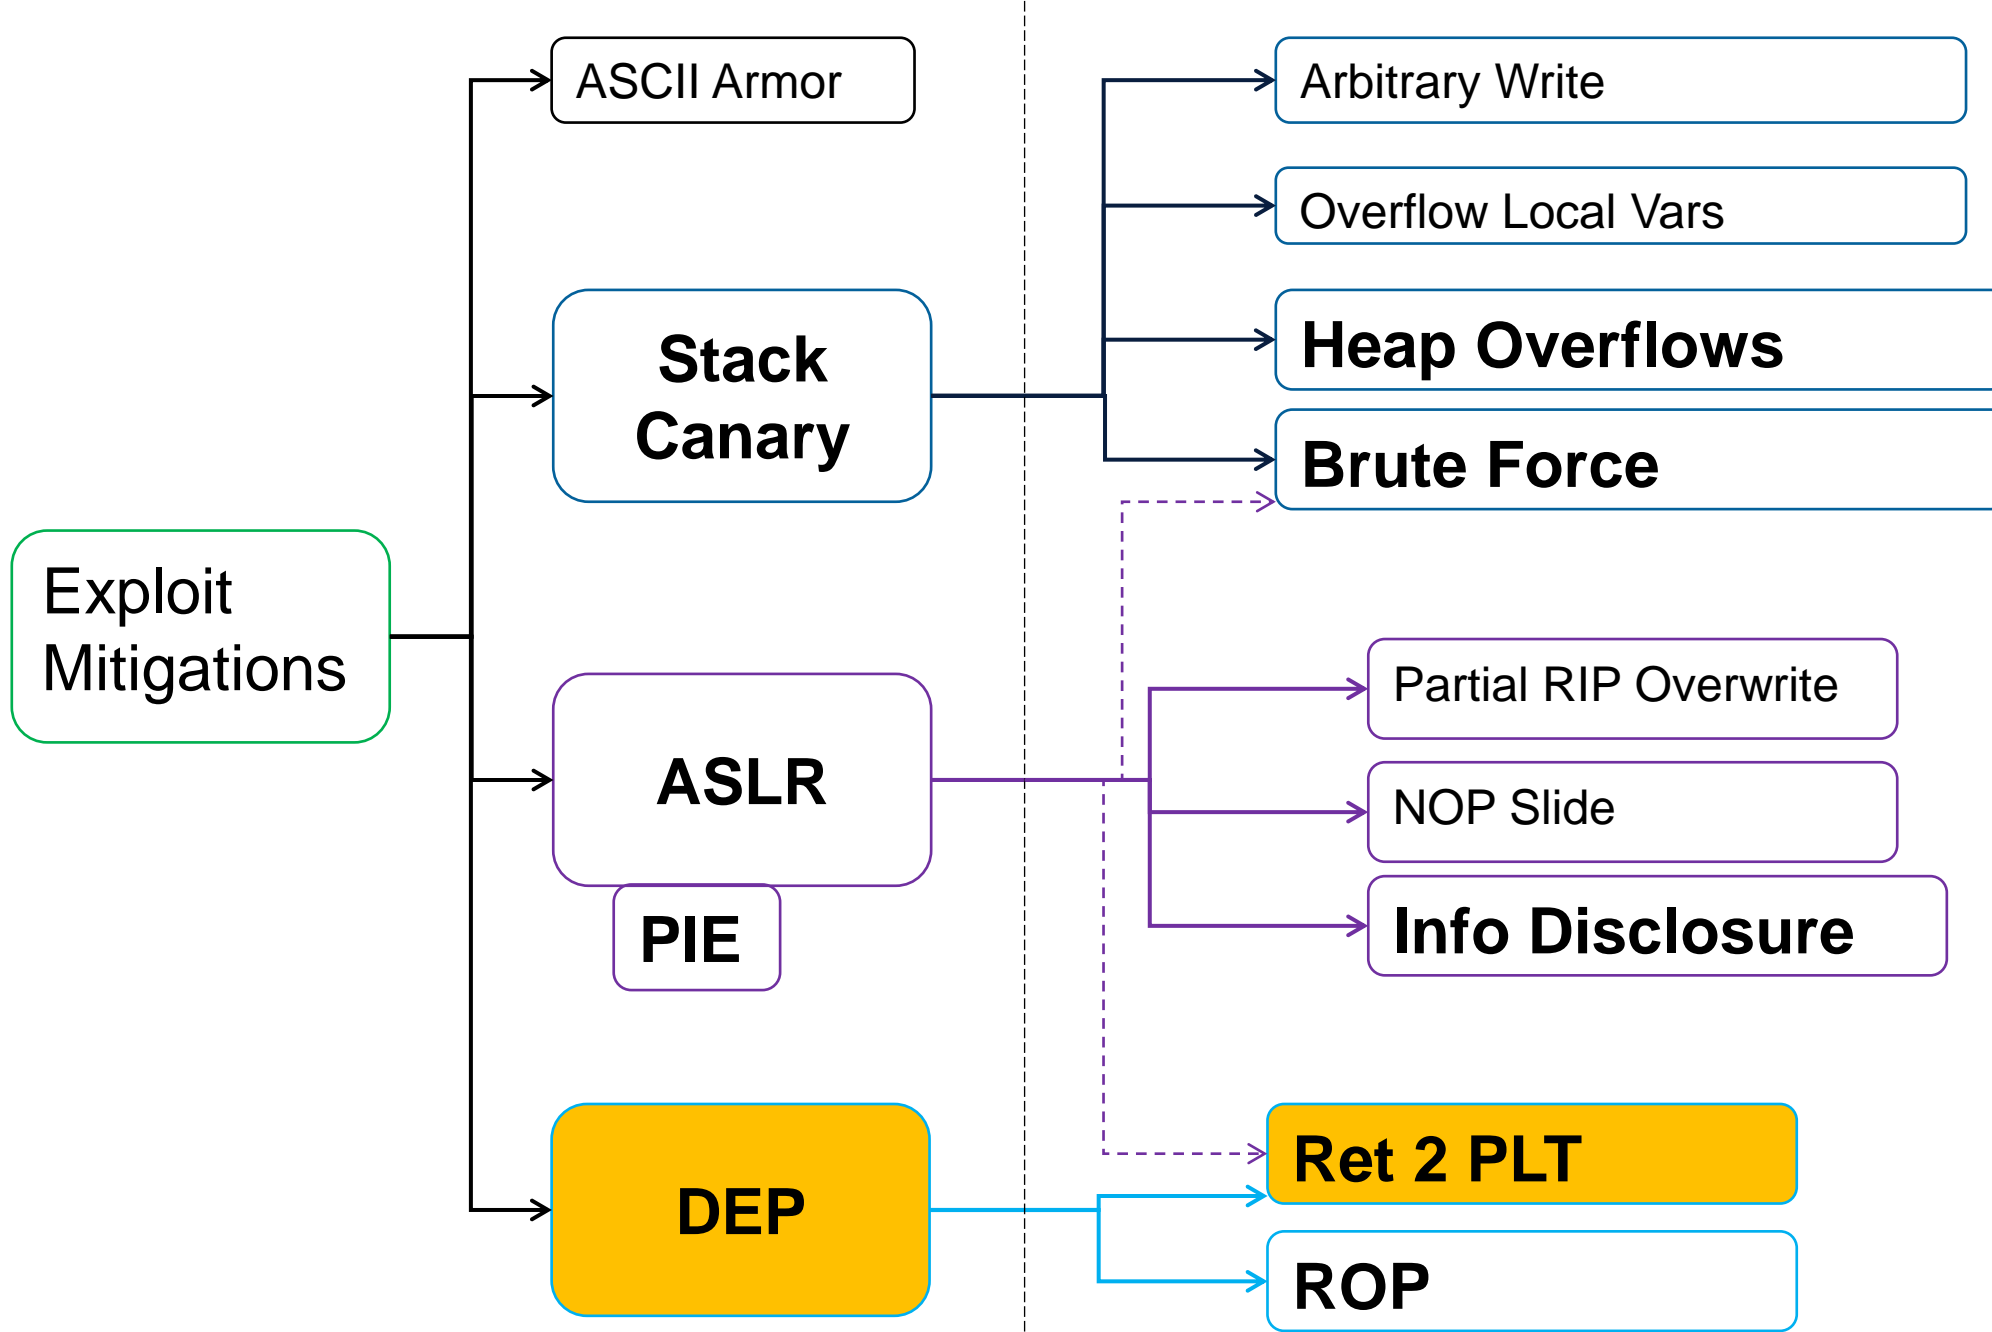 ASCII Armor
Arbitrary Write
Overflow Local Vars
Stack
Canary
Heap Overflows
Brute Force
Exploit
Mitigations
ASLR
PIE
Partial RIP Overwrite
NOP Slide
Info Disclosure
DEP
Ret 2 PLT
ROP